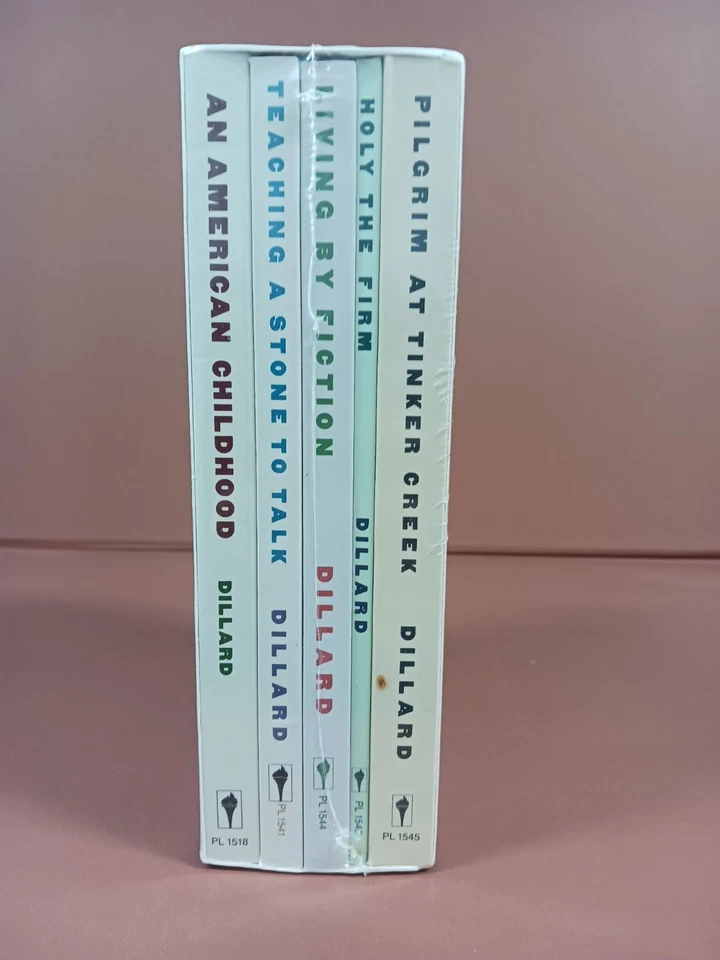 AN AMERICAN CHILDHOOD
DILLARD
PL 1518
TEACHING A STONE TO TALK
DILLARD
PL 1541
LIVING BY FICTION
DILLARD
PL 1544
HOLY THE FIRM
DILLARD
PL
PILGRIM AT TINKER CREEK
DILLARD
PL 1545